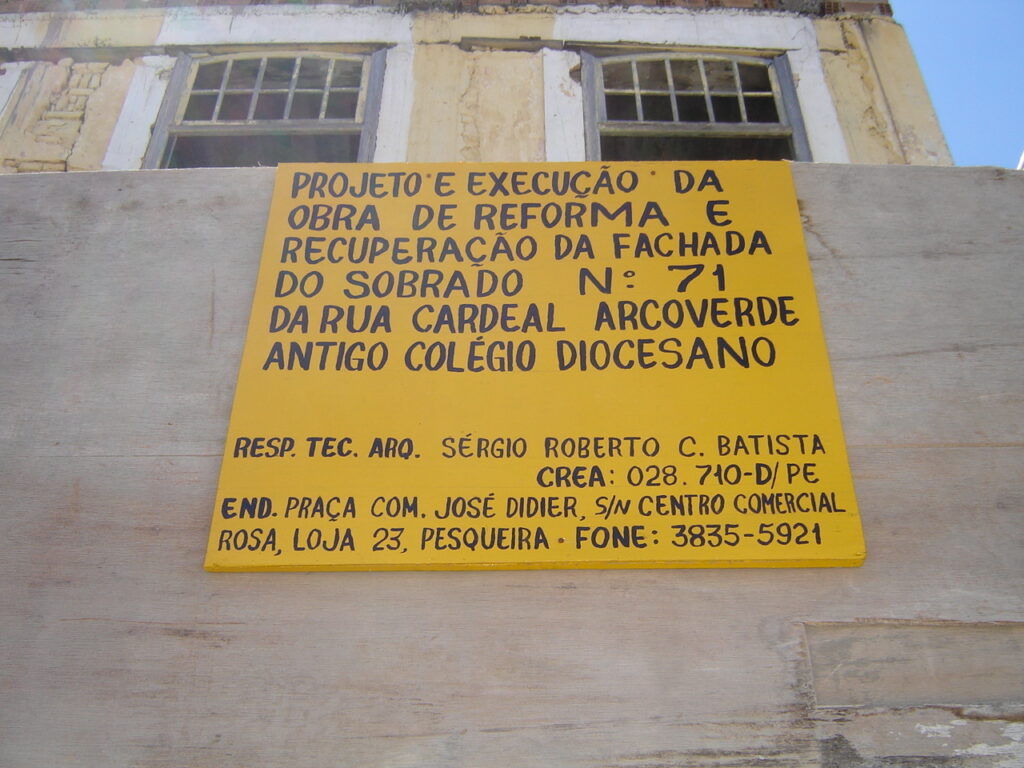 PROJETO E EXECUÇÃO DA
OBRA DE REFORMA E
RECUPERAÇÃO DA FACHADA
DO SOBRADO Nº 71
DA RUA CARDEAL ARCOVERDE
ANTIGO COLÉGIO DIOCESANO
RESP. TEC. ARQ. SÉRGIO ROBERTO C. BATISTA
CREA: 028.710-D/PE
END. PRAÇA COM. JOSÉ DIDIER, S/N CENTRO COMERCIAL
ROSA, LOJA 23, PESQUEIRA · FONE: 3835-5921